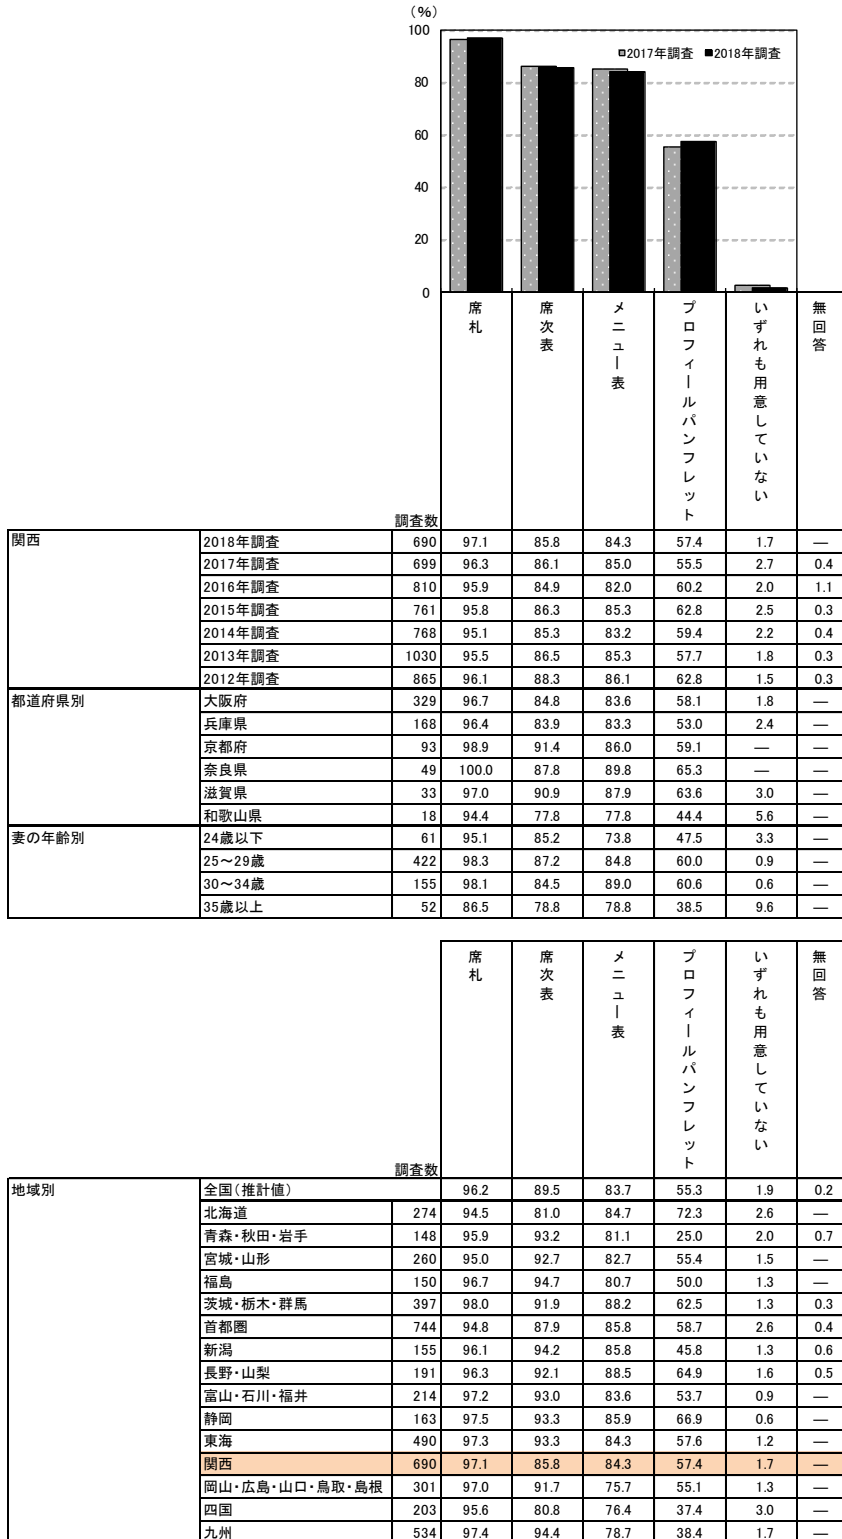 (%)
100
80
60
40
20
0
2017年調査 2018年調査
調査数 席札 席次表 メニュー表 プロフィールパンフレット いずれも用意していない 無回答
関西 2018年調査 690 97.1 85.8 84.3 57.4 1.7 —
2017年調査 699 96.3 86.1 85.0 55.5 2.7 0.4
2016年調査 810 95.9 84.9 82.0 60.2 2.0 1.1
2015年調査 761 95.8 86.3 85.3 62.8 2.5 0.3
2014年調査 768 95.1 85.3 83.2 59.4 2.2 0.4
2013年調査 1030 95.5 86.5 85.3 57.7 1.8 0.3
2012年調査 865 96.1 88.3 86.1 62.8 1.5 0.3
都道府県別 大阪府 329 96.7 84.8 83.6 58.1 1.8 —
兵庫県 168 96.4 83.9 83.3 53.0 2.4 —
京都府 93 98.9 91.4 86.0 59.1 — —
奈良県 49 100.0 87.8 89.8 65.3 — —
滋賀県 33 97.0 90.9 87.9 63.6 3.0 —
和歌山県 18 94.4 77.8 77.8 44.4 5.6 —
妻の年齢別 24歳以下 61 95.1 85.2 73.8 47.5 3.3 —
25～29歳 422 98.3 87.2 84.8 60.0 0.9 —
30～34歳 155 98.1 84.5 89.0 60.6 0.6 —
35歳以上 52 86.5 78.8 78.8 38.5 9.6 —
調査数 席札 席次表 メニュー表 プロフィールパンフレット いずれも用意していない 無回答
地域別 全国(推計値) 96.2 89.5 83.7 55.3 1.9 0.2
北海道 274 94.5 81.0 84.7 72.3 2.6 —
青森・秋田・岩手 148 95.9 93.2 81.1 25.0 2.0 0.7
宮城・山形 260 95.0 92.7 82.7 55.4 1.5 —
福島 150 96.7 94.7 80.7 50.0 1.3 —
茨城・栃木・群馬 397 98.0 91.9 88.2 62.5 1.3 0.3
首都圏 744 94.8 87.9 85.8 58.7 2.6 0.4
新潟 155 96.1 94.2 85.8 45.8 1.3 0.6
長野・山梨 191 96.3 92.1 88.5 64.9 1.6 0.5
富山・石川・福井 214 97.2 93.0 83.6 53.7 0.9 —
静岡 163 97.5 93.3 85.9 66.9 0.6 —
東海 490 97.3 93.3 84.3 57.6 1.2 —
関西 690 97.1 85.8 84.3 57.4 1.7 —
岡山・広島・山口・鳥取・島根 301 97.0 91.7 75.7 55.1 1.3 —
四国 203 95.6 80.8 76.4 37.4 3.0 —
九州 534 97.4 94.4 78.7 38.4 1.7 —